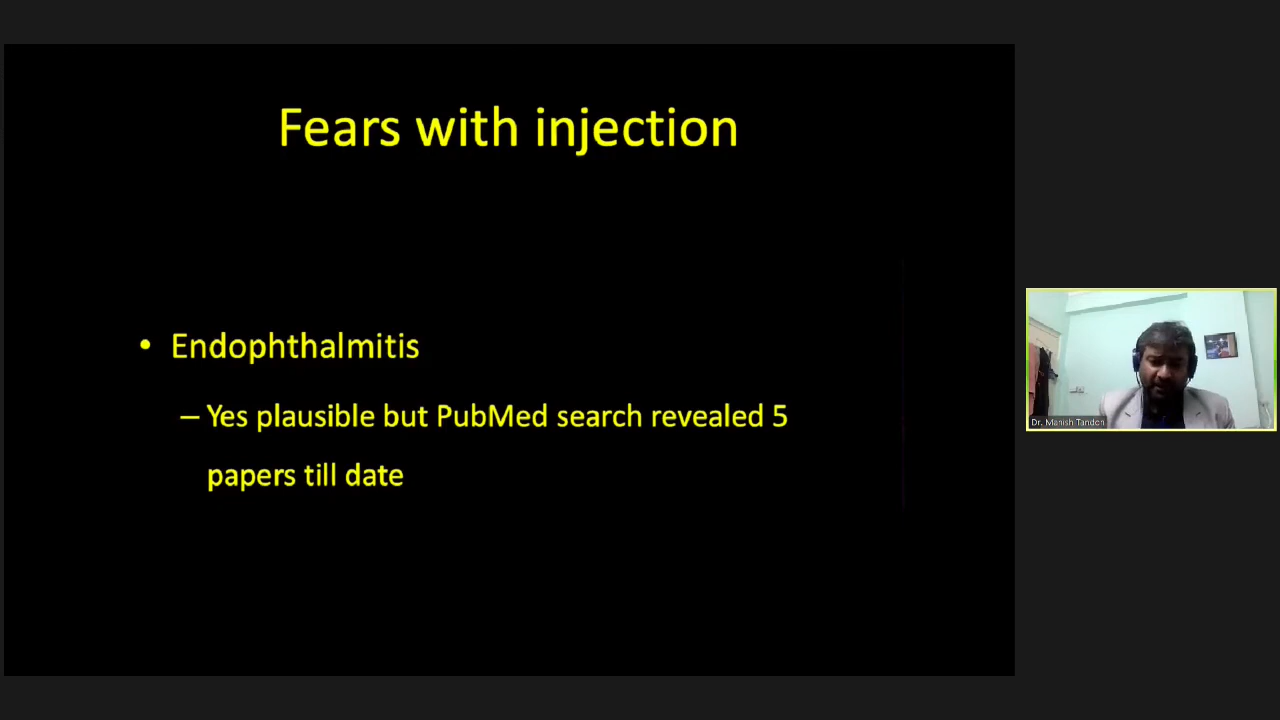 Fears with injection
• Endophthalmitis
– Yes plausible but PubMed search revealed 5
papers till date
Dr. Manish Tandon